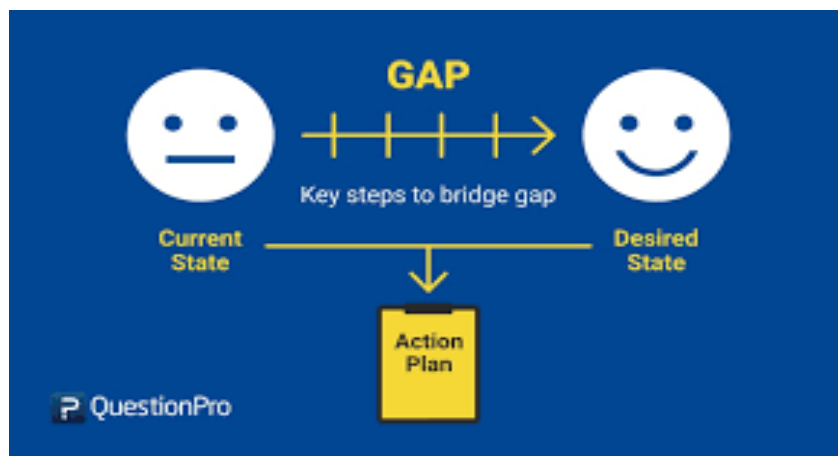 GAP
Key steps to bridge gap
Current
State
Desired
State
Action
Plan
QuestionPro